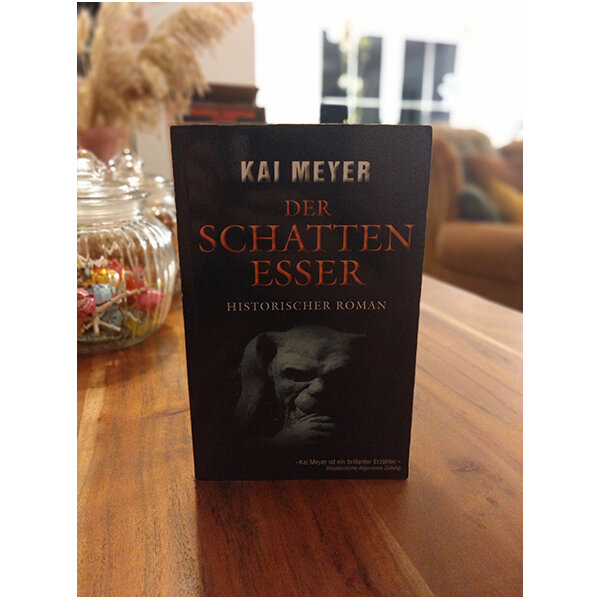 KAI MEYER
DER
SCHATTEN
ESSER
HISTORISCHER ROMAN
»Kai Meyer ist ein brillanter Erzähler.«
Westdeutsche Allgemeine Zeitung